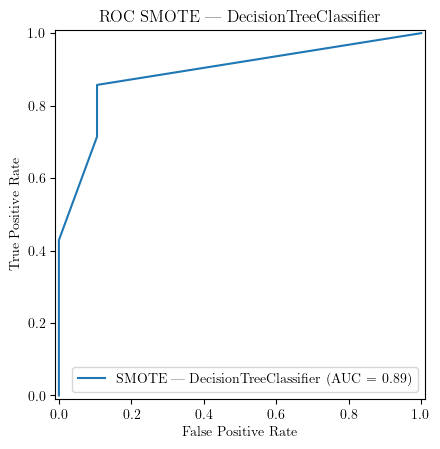 ROC SMOTE — DecisionTreeClassifier
1.0
0.8
0.6
0.4
0.2
0.0
True Positive Rate
SMOTE — DecisionTreeClassifier (AUC = 0.89)
0.0 0.2 0.4 0.6 0.8 1.0
False Positive Rate